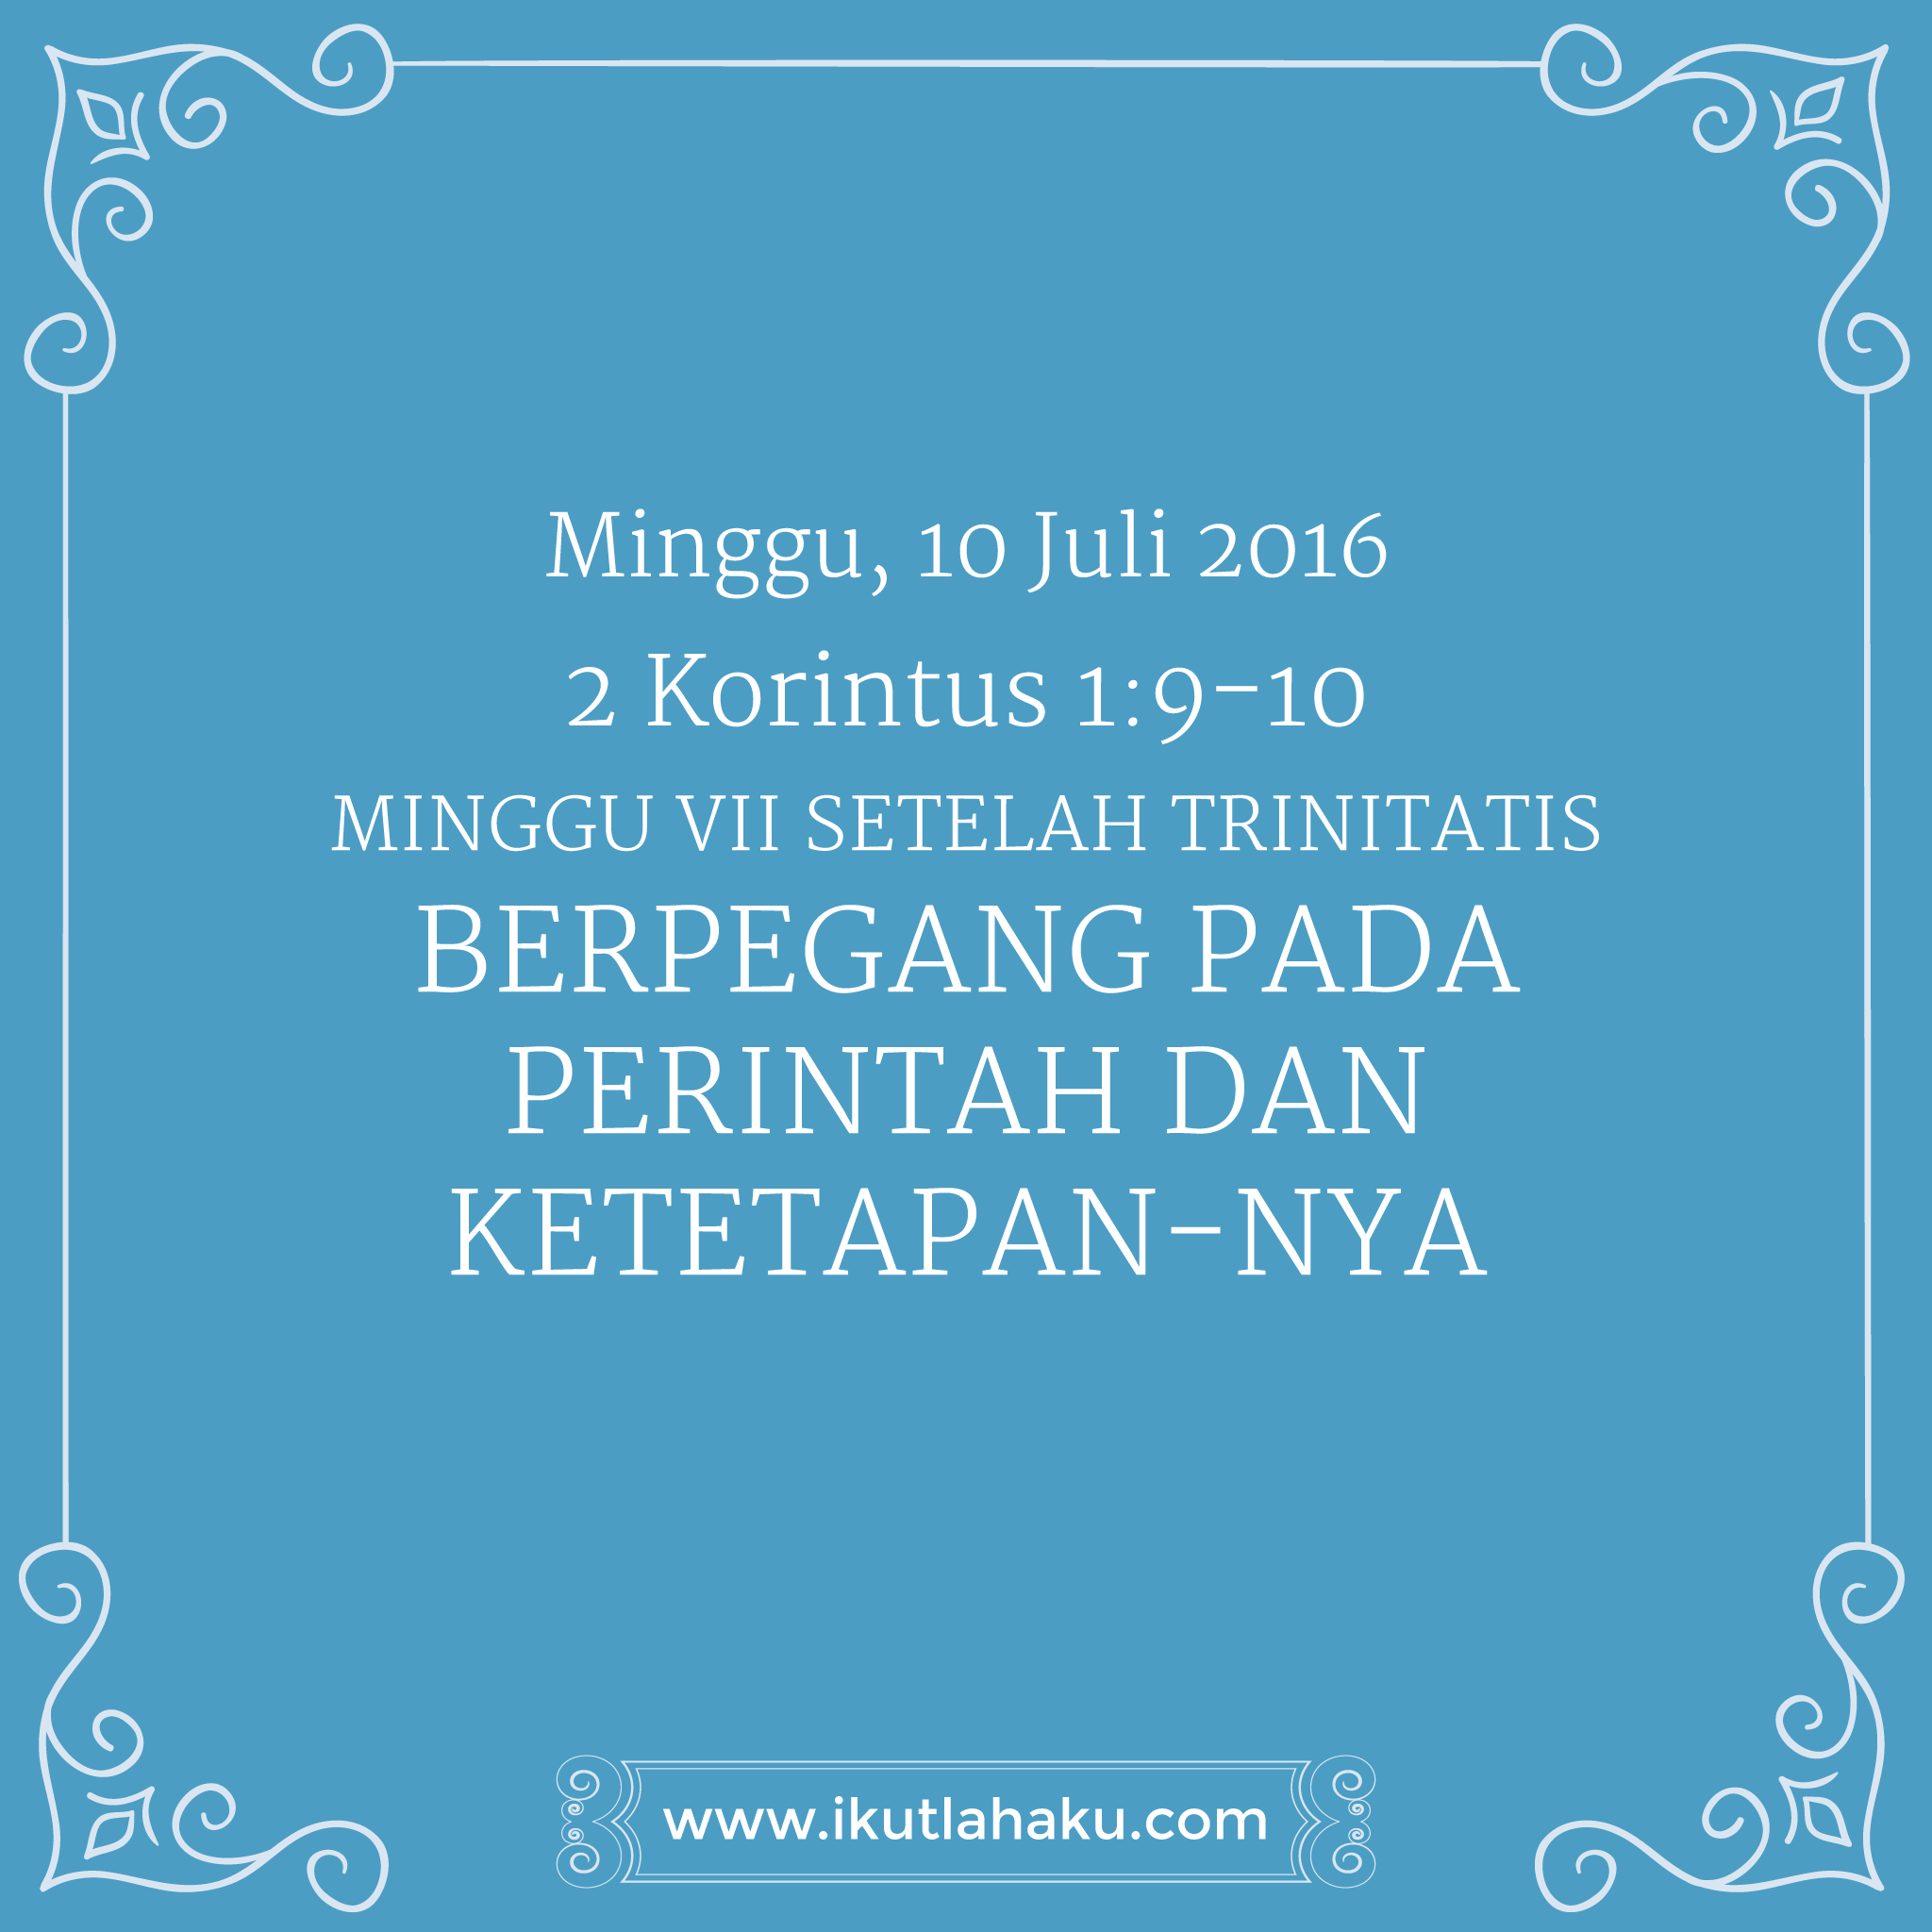 Minggu, 10 Juli 2016
2 Korintus 1:9-10
MINGGU VII SETELAH TRINITATIS
BERPEGANG PADA
PERINTAH DAN
KETETAPAN-NYA
www.ikutlahaku.com